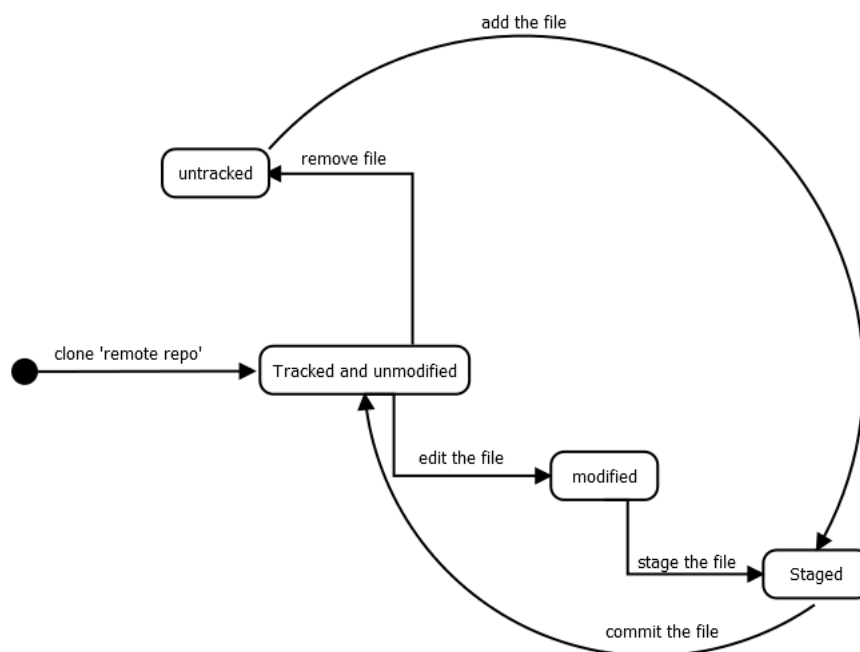 add the file
remove file
untracked
clone 'remote repo'
Tracked and unmodified
edit the file
modified
stage the file
Staged
commit the file